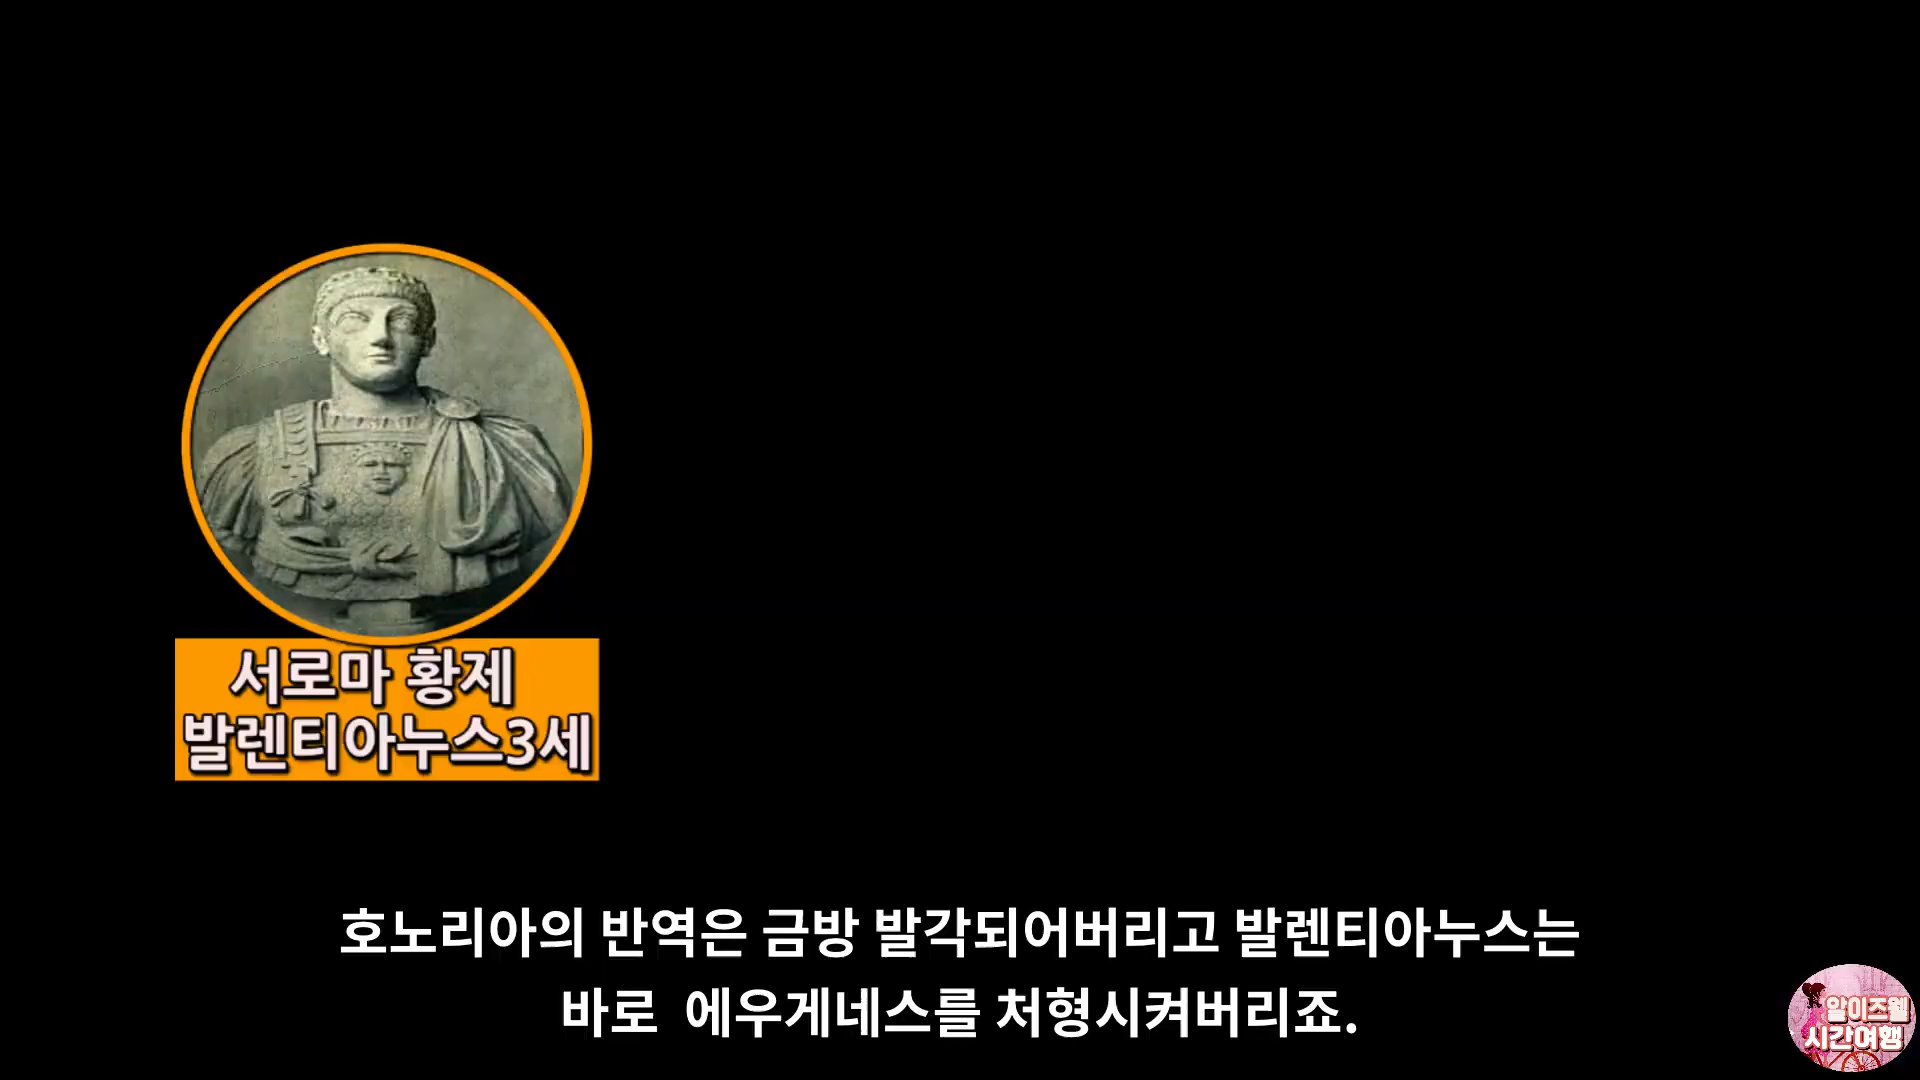 서로마 황제
발렌티아누스3세
호노리아의 반역은 금방 발각되어버리고 발렌티아누스는
바로 에우게네스를 처형시켜버리죠.
알이즈웰
시간여행